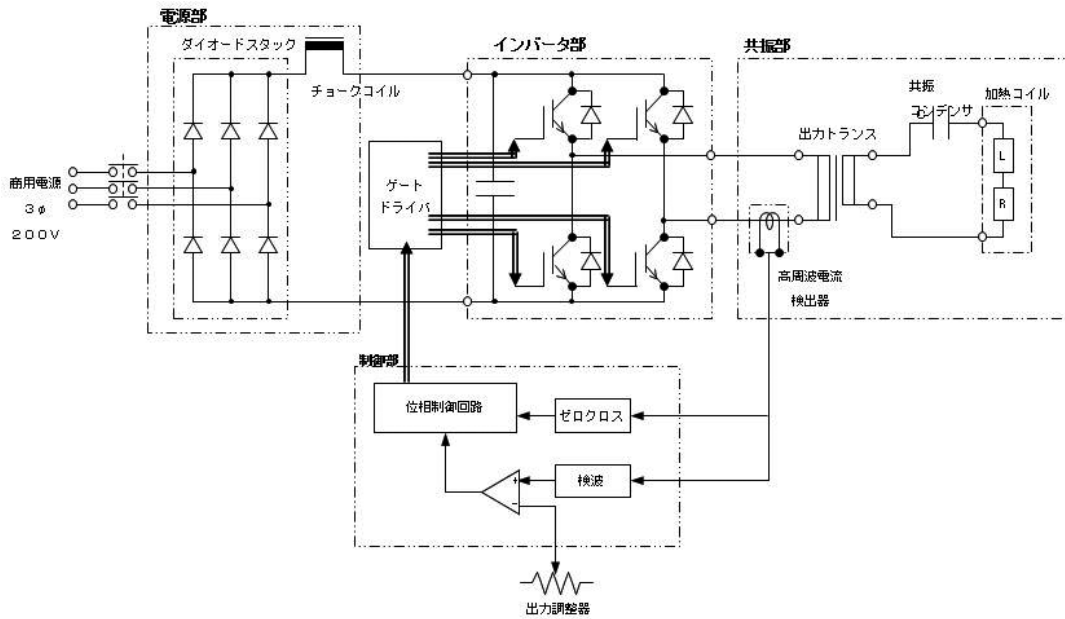 電源部
ダイオードスタック
チョークコイル
商用電源
3φ
200V
インバータ部
ゲート
ドライバ
共振部
共振
コンデンサ
加熱コイル
出力トランス
L
R
高周波電流
検出器
制御部
位相制御回路
ゼロクロス
検波
+
-
出力調整器